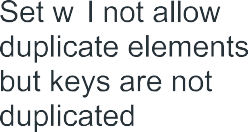 Set w l not allow
duplicate elements
but keys are not
duplicated